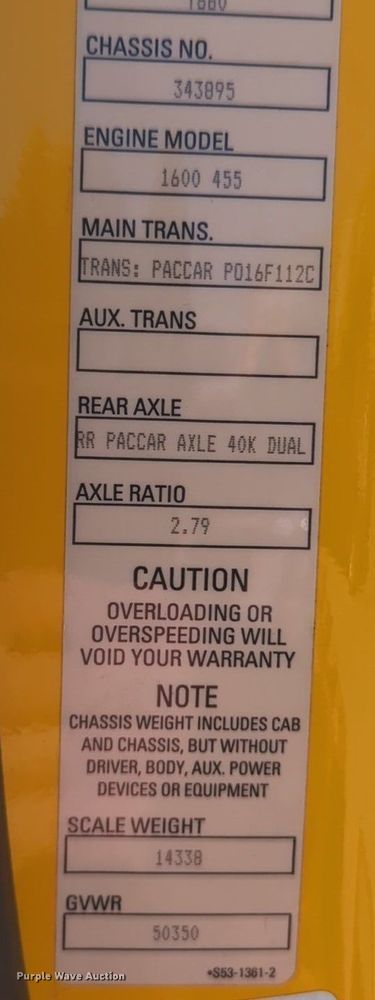 CHASSIS NO.
343895
ENGINE MODEL
1600 455
MAIN TRANS.
TRANS: PACCAR PO16F112C
AUX. TRANS
REAR AXLE
RR PACCAR AXLE 40K DUAL
AXLE RATIO
2.79
CAUTION
OVERLOADING OR
OVERSPEEDING WILL
VOID YOUR WARRANTY
NOTE
CHASSIS WEIGHT INCLUDES CAB
AND CHASSIS, BUT WITHOUT
DRIVER, BODY, AUX. POWER
DEVICES OR EQUIPMENT
SCALE WEIGHT
14338
GVWR
50350
•S53-1361-2
Purple Wave Auction